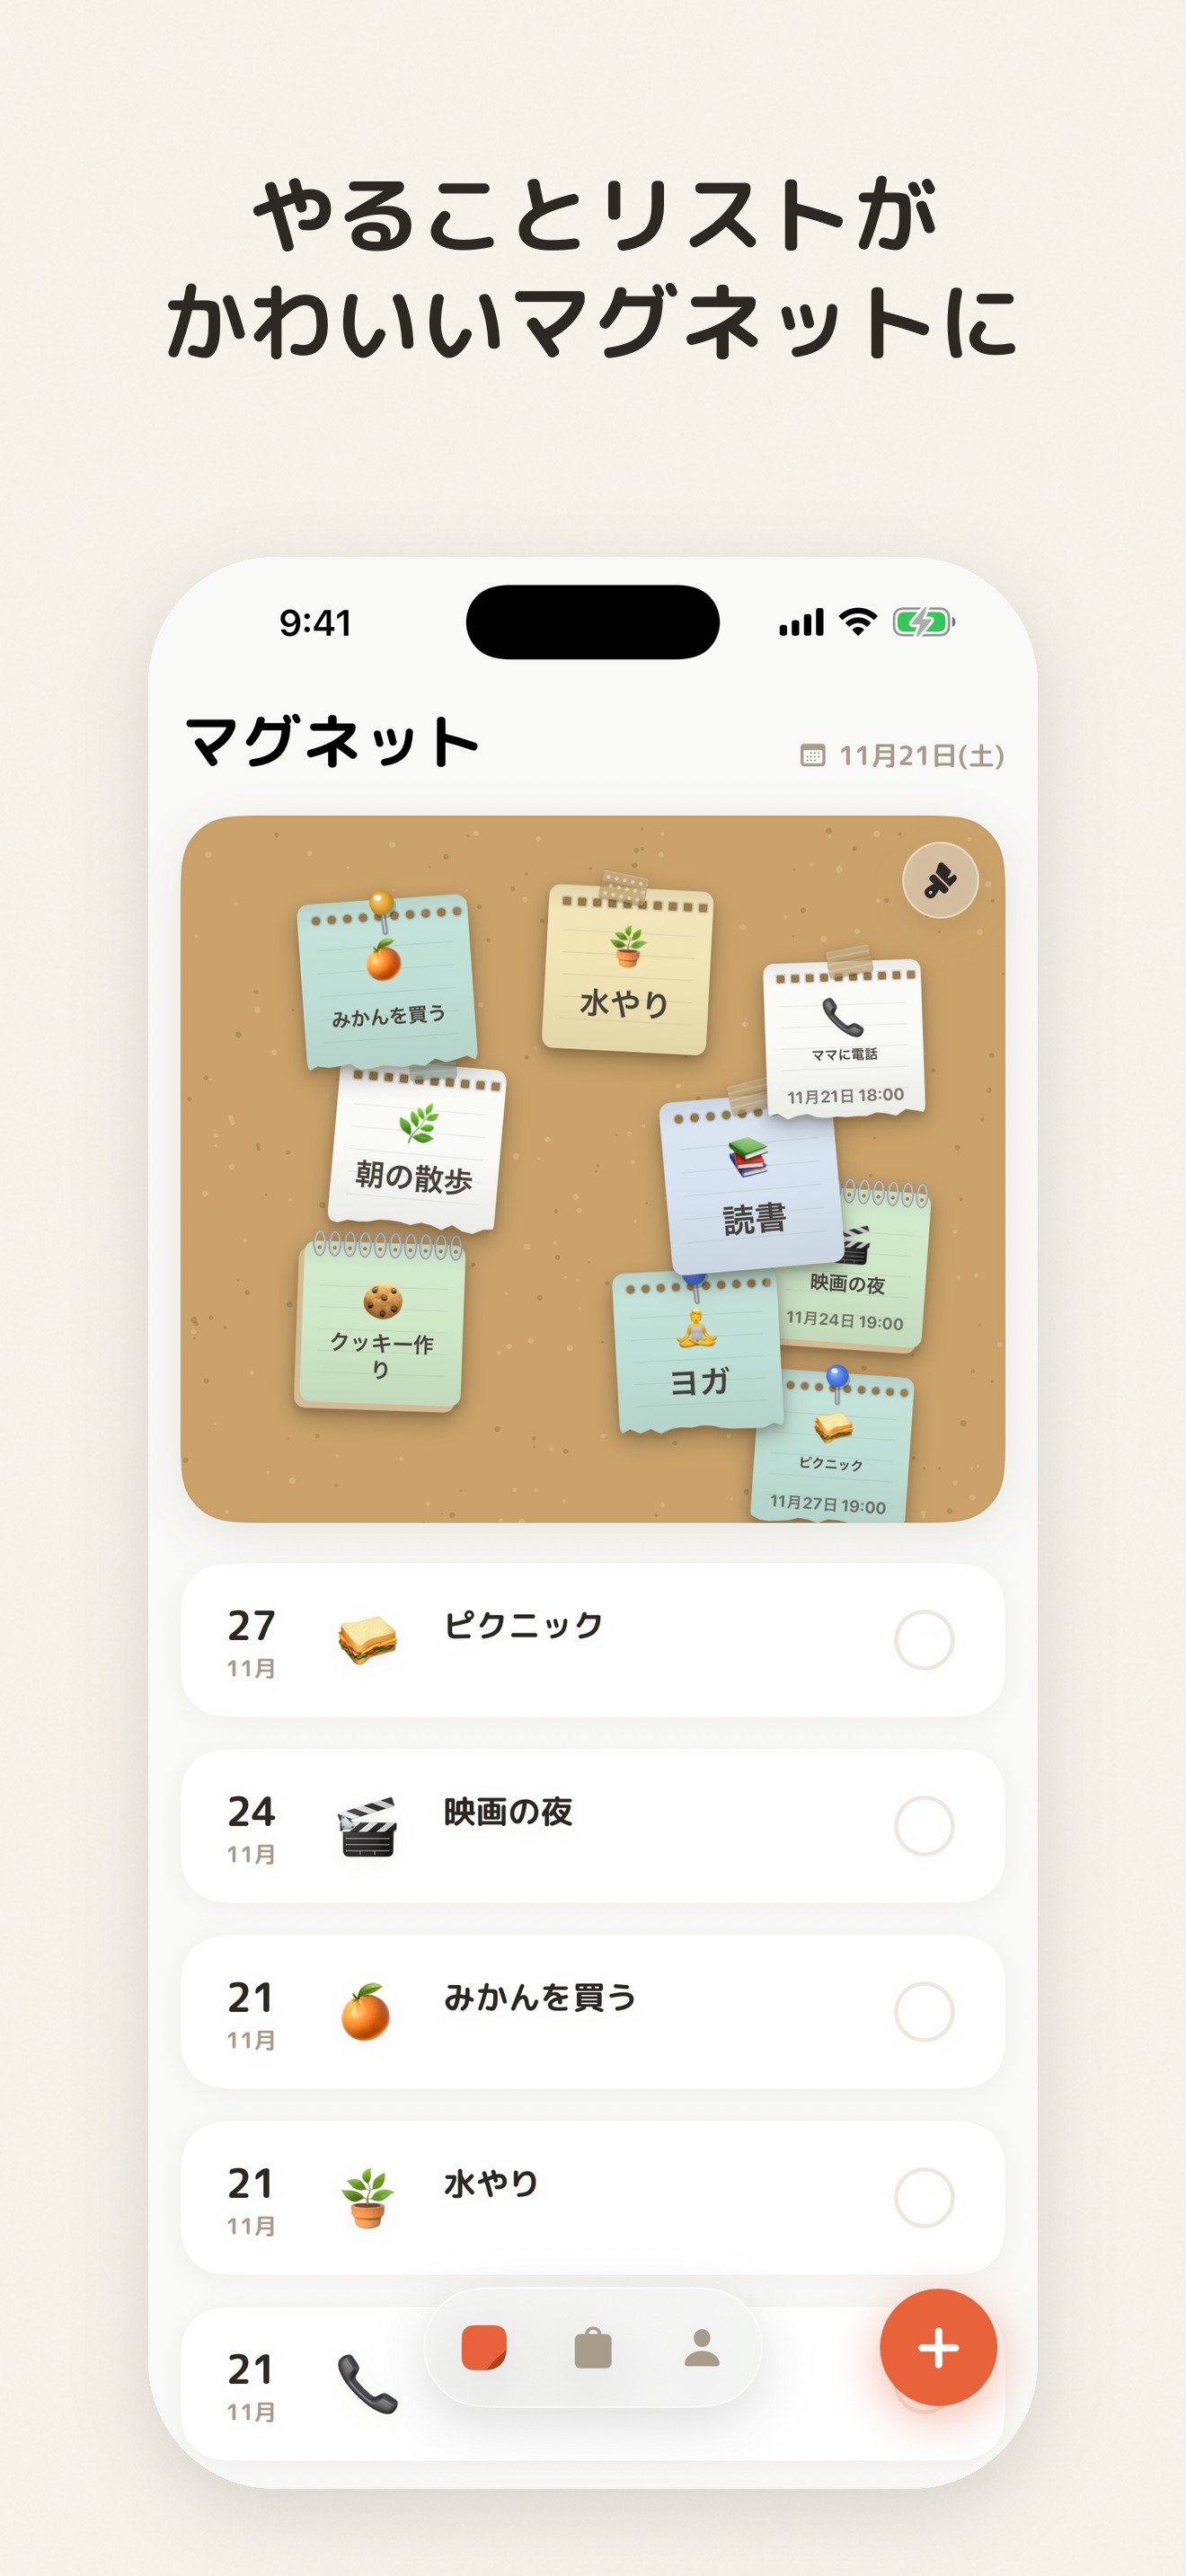 やることリストが
かわいいマグネットに
9:41
マグネット
11月21日(土)
みかんを買う
水やり
ママに電話
11月21日 18:00
朝の散歩
読書
映画の夜
11月24日 19:00
クッキー作
り
ヨガ
ピクニック
11月27日 19:00
27
11月
ピクニック
24
11月
映画の夜
21
11月
みかんを買う
21
11月
水やり
21
11月